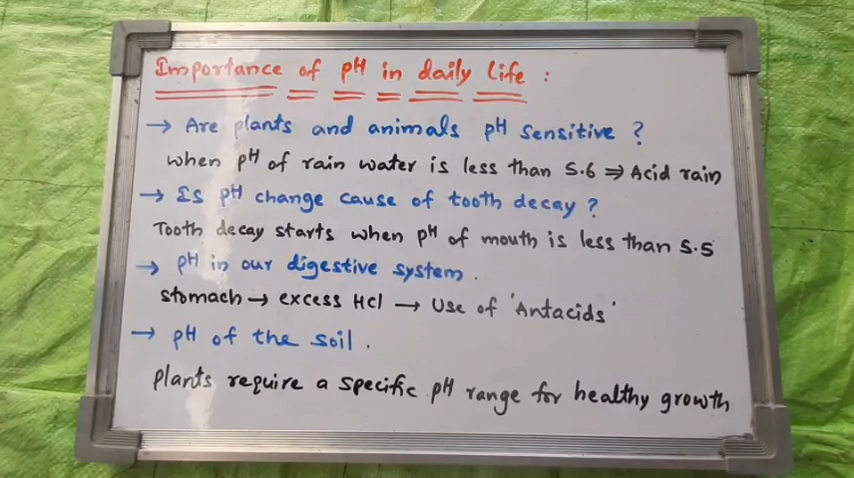 Importance of pH in daily life :
→ Are plants and animals pH sensitive ?
when pH of rain water is less than 5.6 ⇒ Acid rain
→ Is pH change cause of tooth decay ?
Tooth decay starts when pH of mouth is less than 5.5
→ pH in our digestive system .
stomach → excess HCl → Use of 'Antacids'
→ pH of the soil .
plants require a specific pH range for healthy growth